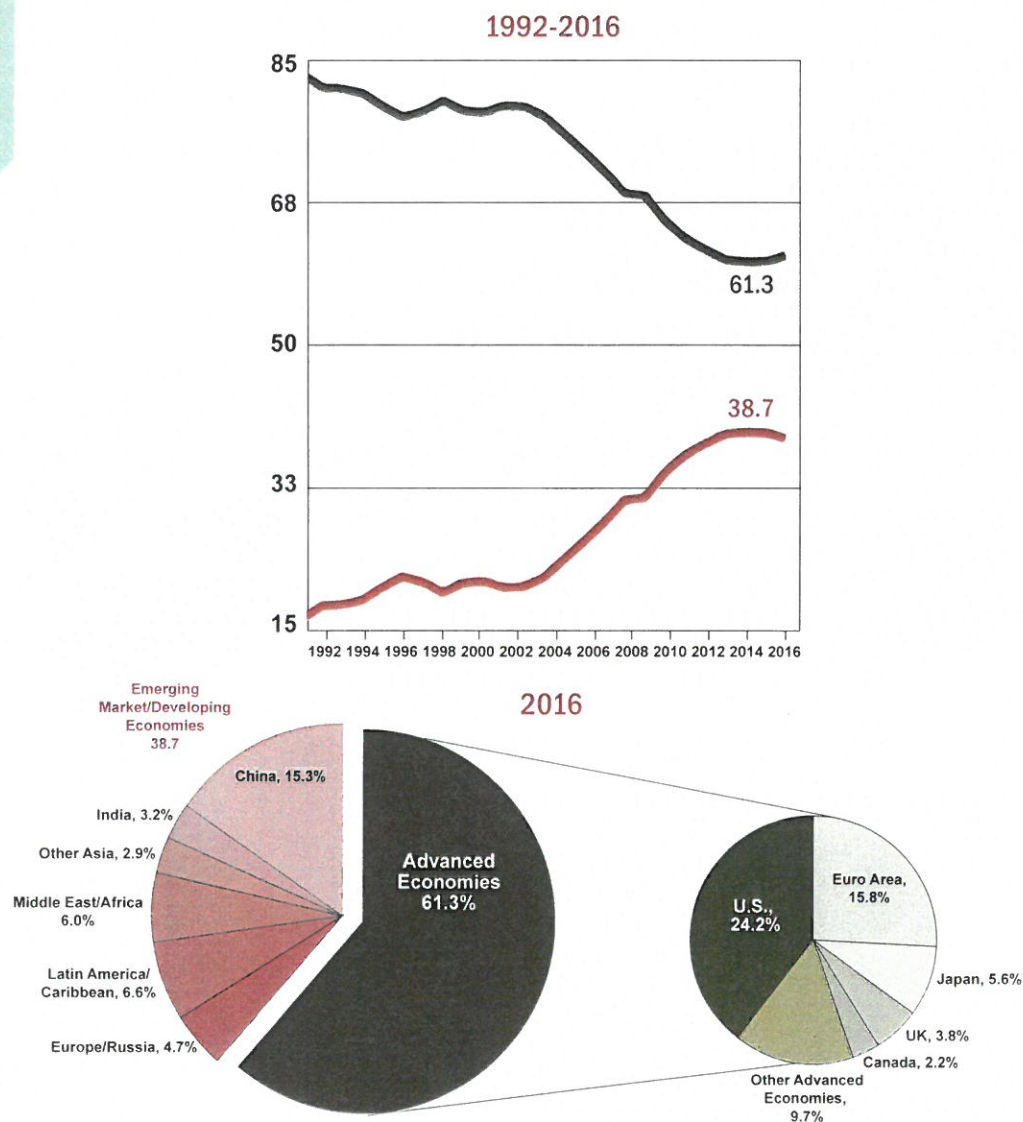 1992-2016
85
68
61.3
50
38.7
33
15
1992 1994 1996 1998 2000 2002 2004 2006 2008 2010 2012 2014 2016
2016
Emerging
Market/Developing
Economies
38.7
China, 15.3%
India, 3.2%
Other Asia, 2.9%
Middle East/Africa
6.0%
Latin America/
Caribbean, 6.6%
Europe/Russia, 4.7%
Advanced
Economies
61.3%
U.S.,
24.2%
Euro Area,
15.8%
Japan, 5.6%
UK, 3.8%
Canada, 2.2%
Other Advanced
Economies,
9.7%